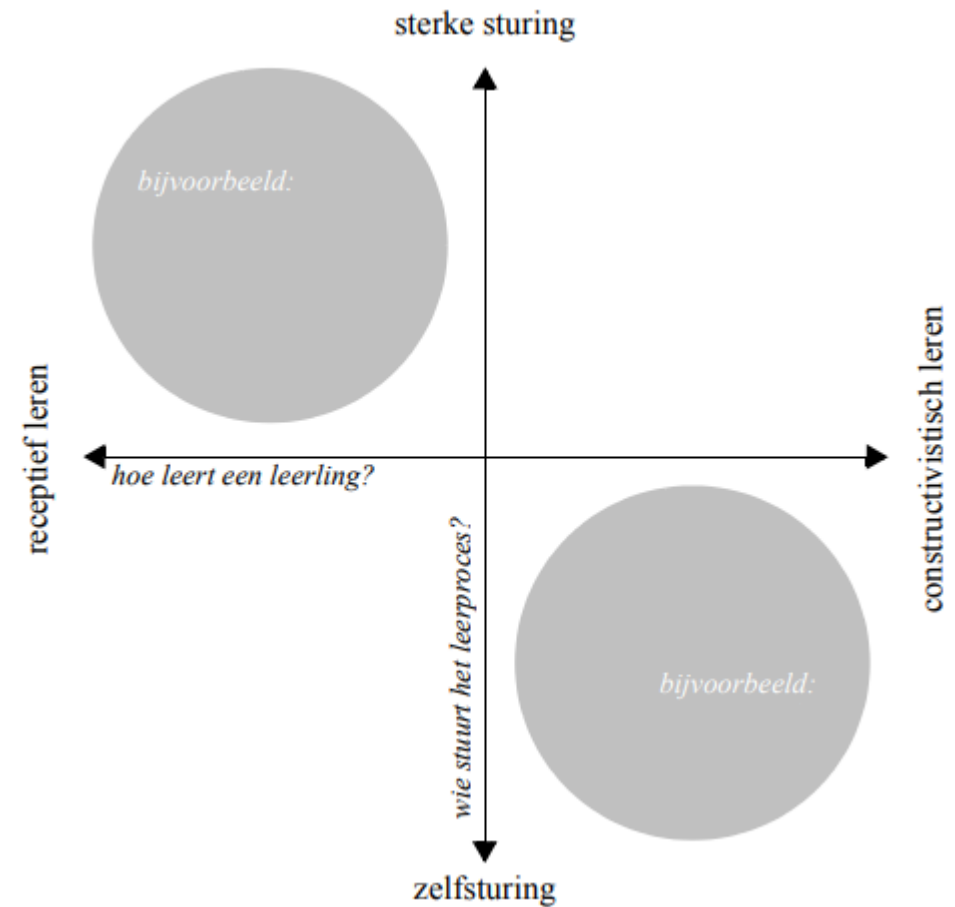 sterke sturing
bijvoorbeeld:
receptief leren
constructivistisch leren
hoe leert een leerling?
wie stuurt het leerproces?
bijvoorbeeld:
zelfsturing